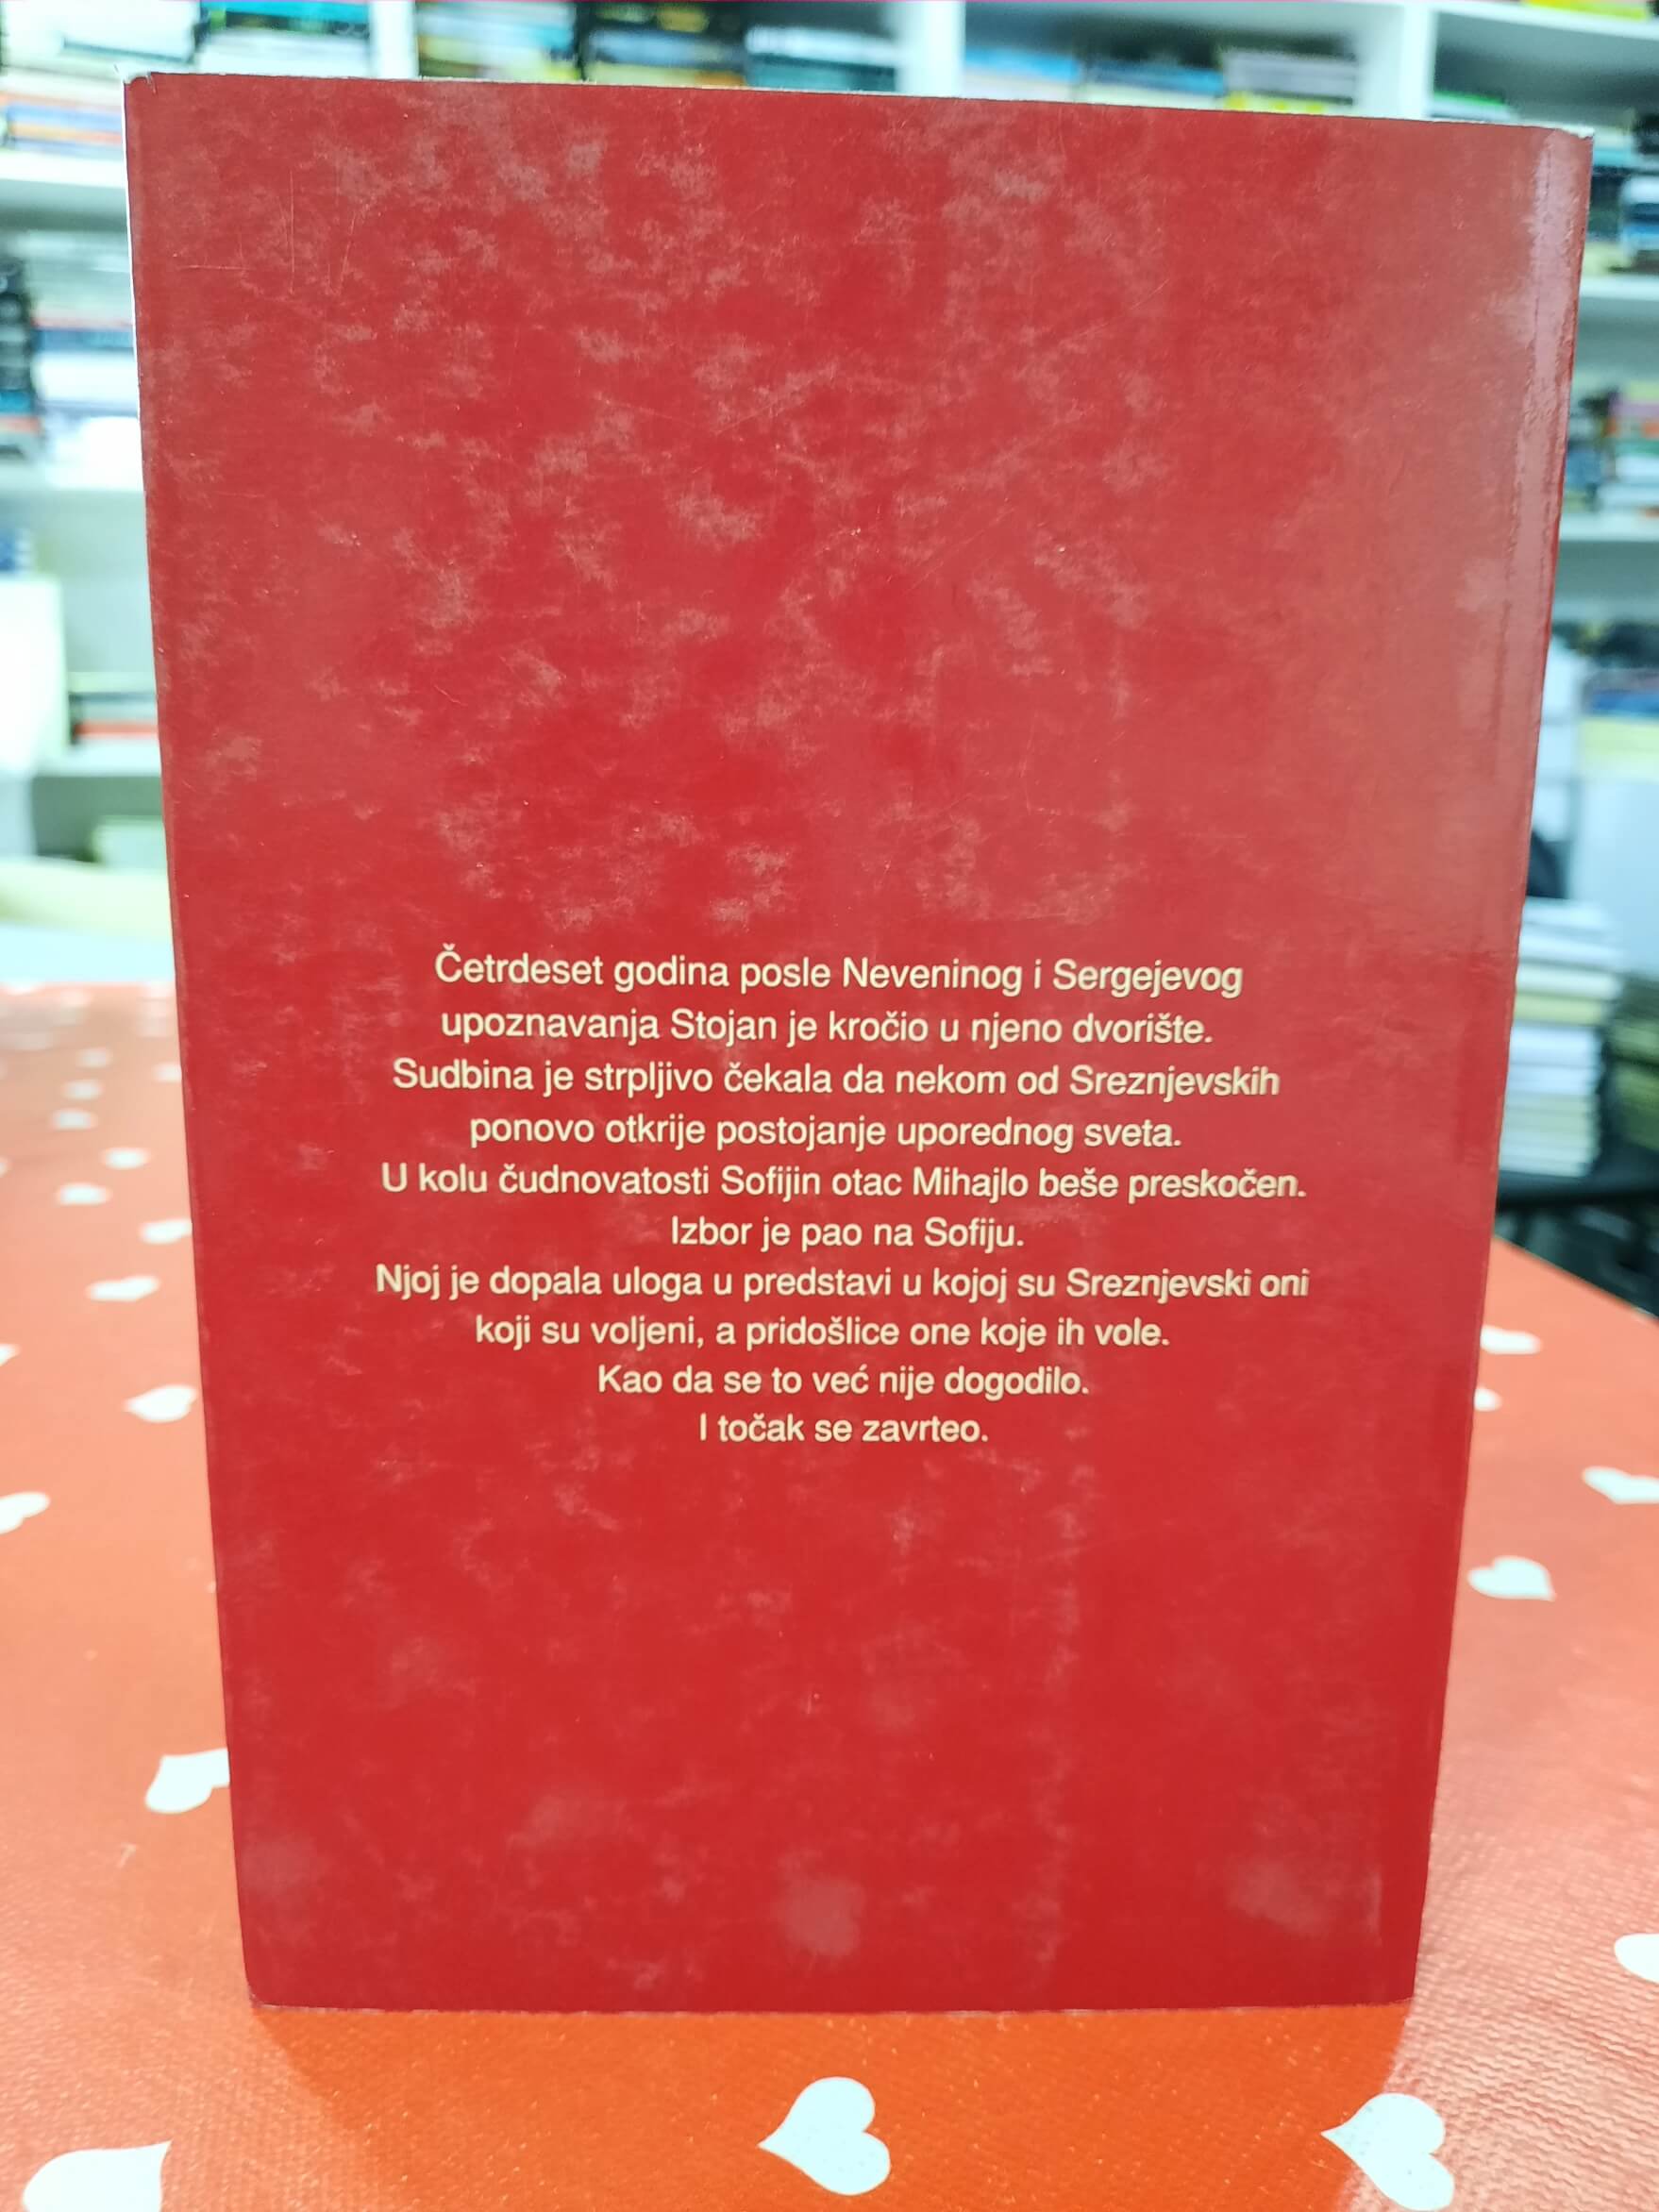 Četrdeset godina posle Neveninog i Sergejevog
upoznavanja Stojan je kročio u njeno dvorište.
Sudbina je strpljivo čekala da nekom od Sreznjevskih
ponovo otkrije postojanje uporednog sveta.
U kolu čudnovatosti Sofijin otac Mihajlo beše preskočen.
Izbor je pao na Sofiju.
Njoj je dopala uloga u predstavi u kojoj su Sreznjevski oni
koji su voljeni, a pridošlice one koje ih vole.
Kao da se to već nije dogodilo.
I točak se zavrteo.